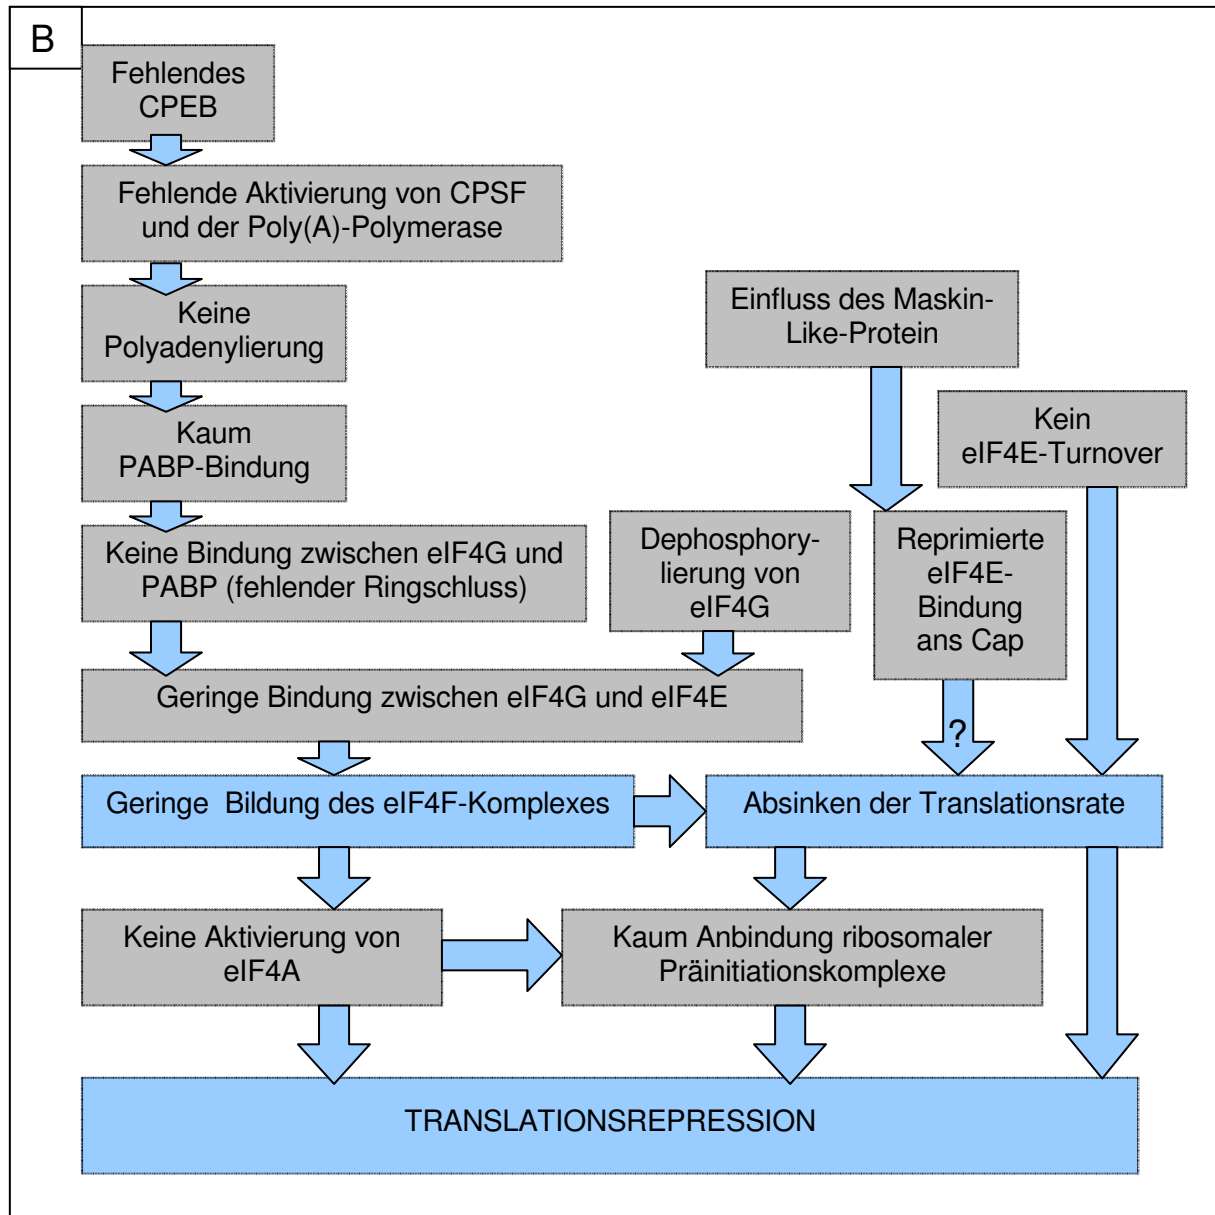 B
Fehlendes
CPEB
Fehlende Aktivierung von CPSF
und der Poly(A)-Polymerase
Keine
Polyadenylierung
Einfluss des Maskin-
Like-Protein
Kaum
PABP-Bindung
Kein
eIF4E-Turnover
Keine Bindung zwischen eIF4G und
PABP (fehlender Ringschluss)
Dephosphory-
lierung von
eIF4G
Reprimierte
eIF4E-
Bindung
ans Cap
Geringe Bindung zwischen eIF4G und eIF4E
?
Geringe Bildung des eIF4F-Komplexes
Absinken der Translationsrate
Keine Aktivierung von
eIF4A
Kaum Anbindung ribosomaler
Präinitiationskomplexe
TRANSLATIONSREPRESSION